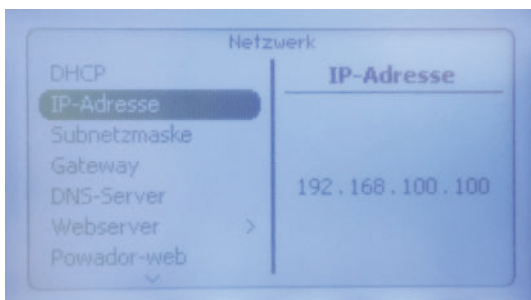 Netzwerk
DHCP
IP-Adresse
Subnetzmaske
Gateway
DNS-Server
Webserver >
Powador-web
IP-Adresse
192.168.100.100